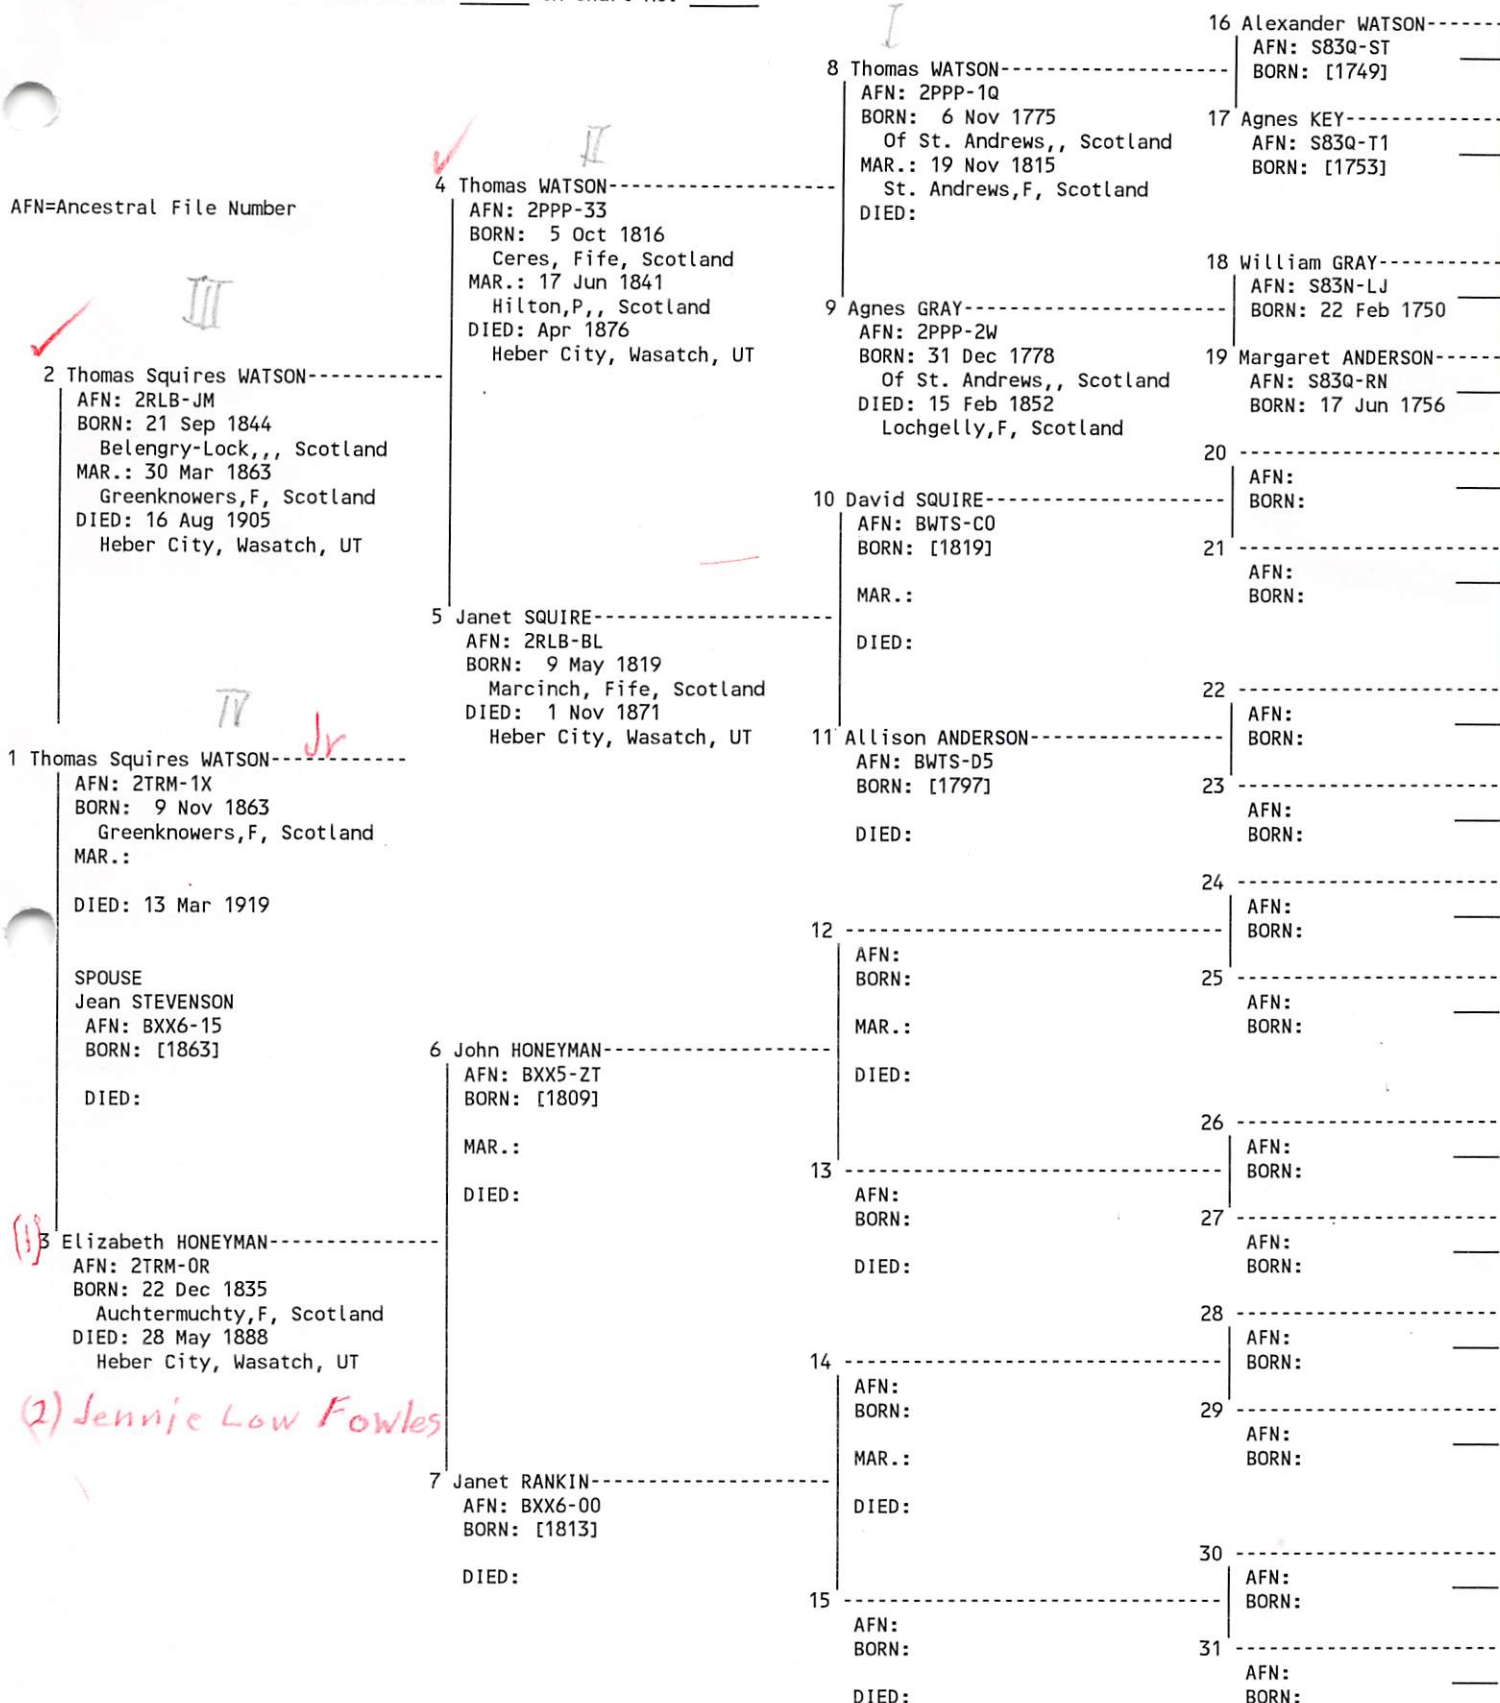 I
II
III
IV
AFN=Ancestral File Number
2 Thomas Squires WATSON------------
AFN: 2RLB-JM
BORN: 21 Sep 1844
Belengry-Lock,,, Scotland
MAR.: 30 Mar 1863
Greenknowers,F, Scotland
DIED: 16 Aug 1905
Heber City, Wasatch, UT
1 Thomas Squires WATSON------------
Jr
AFN: 2TRM-1X
BORN: 9 Nov 1863
Greenknowers,F, Scotland
MAR.:
DIED: 13 Mar 1919
SPOUSE
Jean STEVENSON
AFN: BXX6-15
BORN: [1863]
DIED:
(1)
3 Elizabeth HONEYMAN---------------
AFN: 2TRM-0R
BORN: 22 Dec 1835
Auchtermuchty,F, Scotland
DIED: 28 May 1888
Heber City, Wasatch, UT
(2) Jennie Low Fowles
4 Thomas WATSON-------------------
AFN: 2PPP-33
BORN: 5 Oct 1816
Ceres, Fife, Scotland
MAR.: 17 Jun 1841
Hilton,P,, Scotland
DIED: Apr 1876
Heber City, Wasatch, UT
5 Janet SQUIRE--------------------
AFN: 2RLB-BL
BORN: 9 May 1819
Marcinch, Fife, Scotland
DIED: 1 Nov 1871
Heber City, Wasatch, UT
6 John HONEYMAN-------------------
AFN: BXX5-ZT
BORN: [1809]
MAR.:
DIED:
7 Janet RANKIN--------------------
AFN: BXX6-00
BORN: [1813]
DIED:
8 Thomas WATSON-------------------
AFN: 2PPP-1Q
BORN: 6 Nov 1775
Of St. Andrews,, Scotland
MAR.: 19 Nov 1815
St. Andrews,F, Scotland
DIED:
9 Agnes GRAY----------------------
AFN: 2PPP-2W
BORN: 31 Dec 1778
Of St. Andrews,, Scotland
DIED: 15 Feb 1852
Lochgelly,F, Scotland
10 David SQUIRE--------------------
AFN: BWTS-C0
BORN: [1819]
MAR.:
DIED:
11 Allison ANDERSON----------------
AFN: BWTS-D5
BORN: [1797]
DIED:
12 --------------------------------
AFN:
BORN:
MAR.:
DIED:
13 --------------------------------
AFN:
BORN:
DIED:
14 --------------------------------
AFN:
BORN:
MAR.:
DIED:
15 --------------------------------
AFN:
BORN:
DIED:
16 Alexander WATSON------
AFN: S83Q-ST
BORN: [1749]
17 Agnes KEY-------------
AFN: S83Q-T1
BORN: [1753]
18 William GRAY----------
AFN: S83N-LJ
BORN: 22 Feb 1750
19 Margaret ANDERSON-----
AFN: S83Q-RN
BORN: 17 Jun 1756
20 ----------------------
AFN:
BORN:
21 ----------------------
AFN:
BORN:
22 ----------------------
AFN:
BORN:
23 ----------------------
AFN:
BORN:
24 ----------------------
AFN:
BORN:
25 ----------------------
AFN:
BORN:
26 ----------------------
AFN:
BORN:
27 ----------------------
AFN:
BORN:
28 ----------------------
AFN:
BORN:
29 ----------------------
AFN:
BORN:
30 ----------------------
AFN:
BORN:
31 ----------------------
AFN:
BORN: